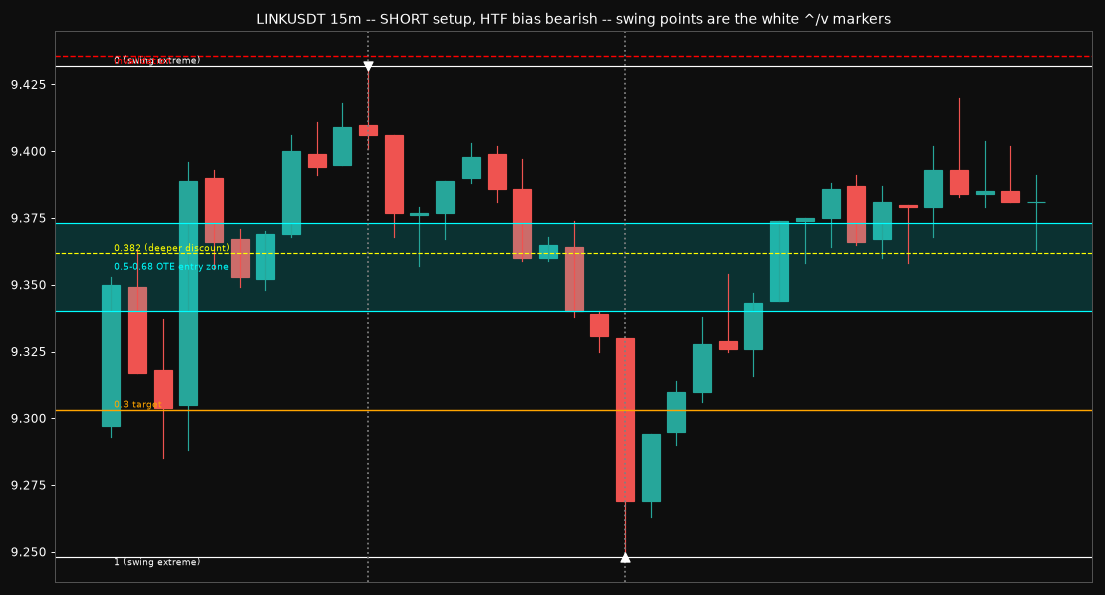 LINKUSDT 15m -- SHORT setup, HTF bias bearish -- swing points are the white ^/v markers
0 (swing extreme)
9.425
9.400
9.375
0.382 (deeper discount)
0.5-0.68 OTE entry zone
9.350
9.325
0.3 target
9.300
9.275
9.250
1 (swing extreme)